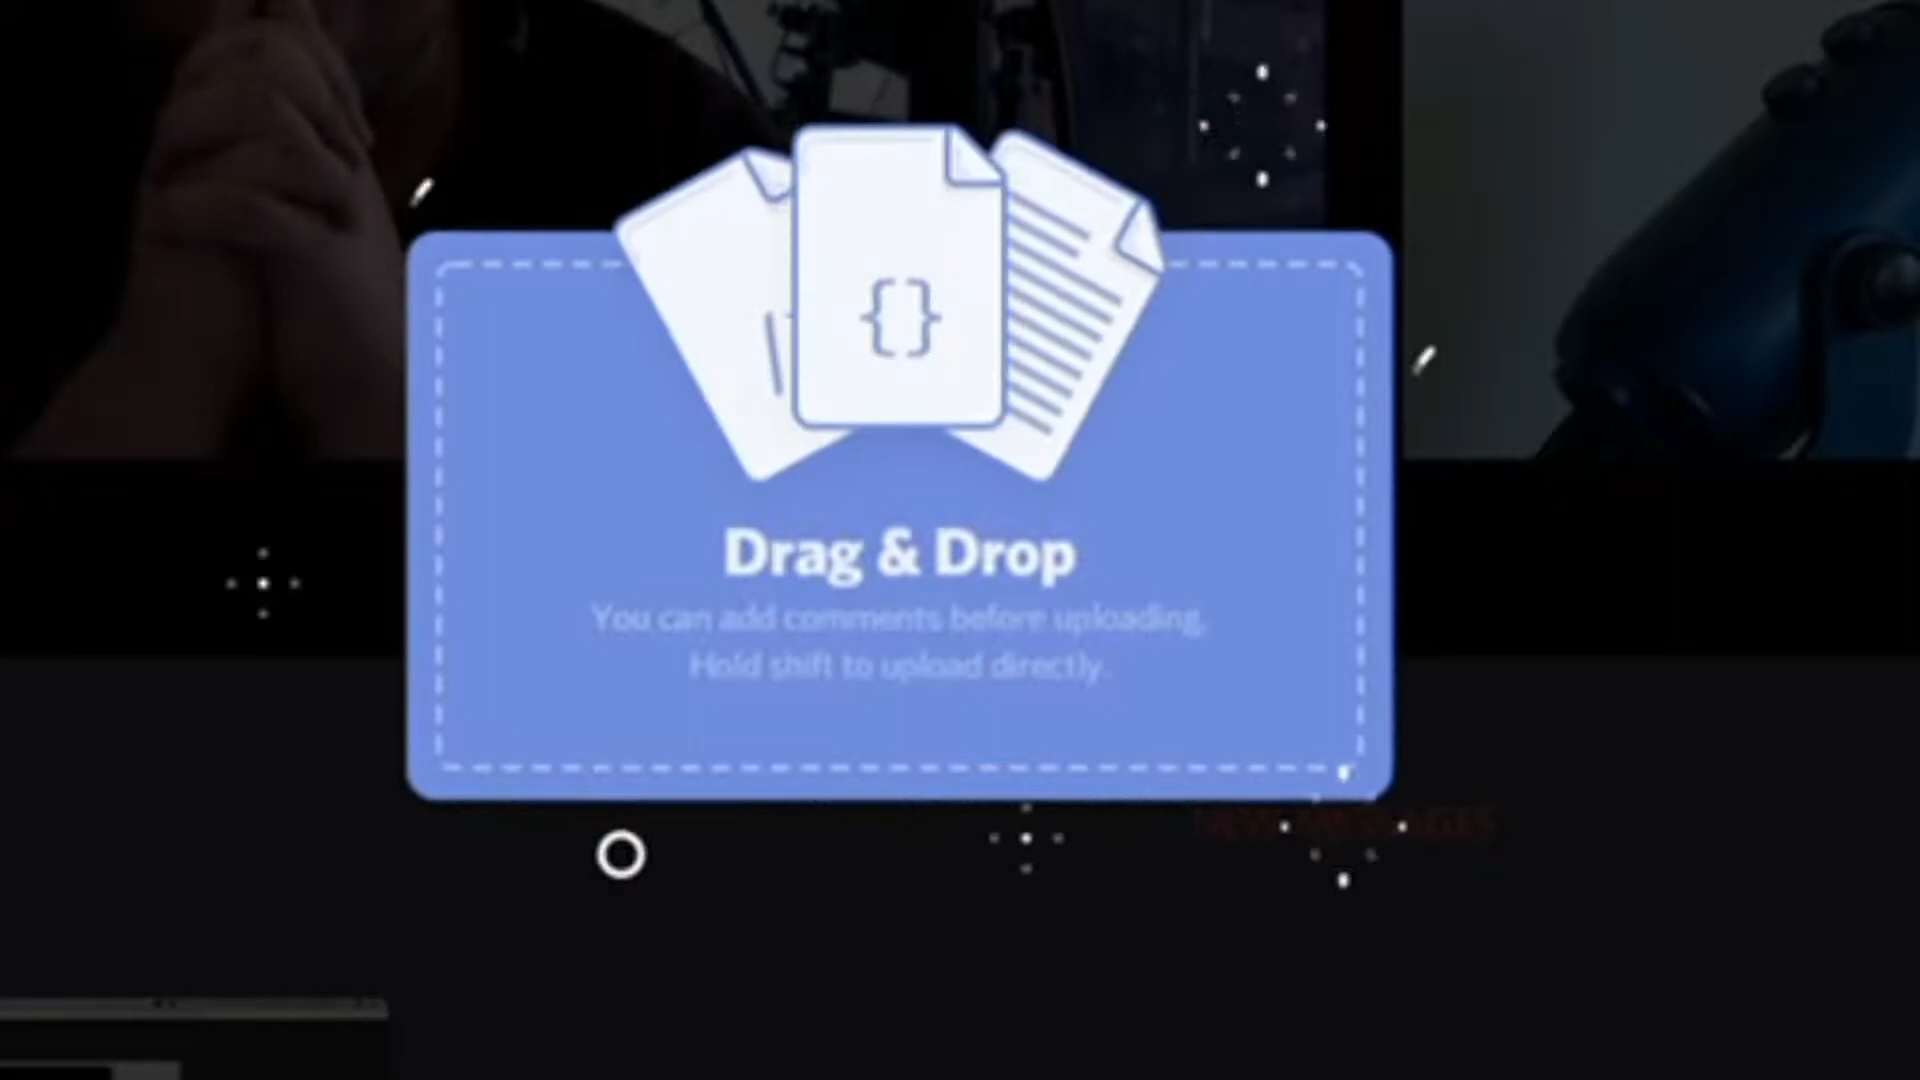 {}
Drag & Drop
You can add comments before uploading.
Hold shift to upload directly.